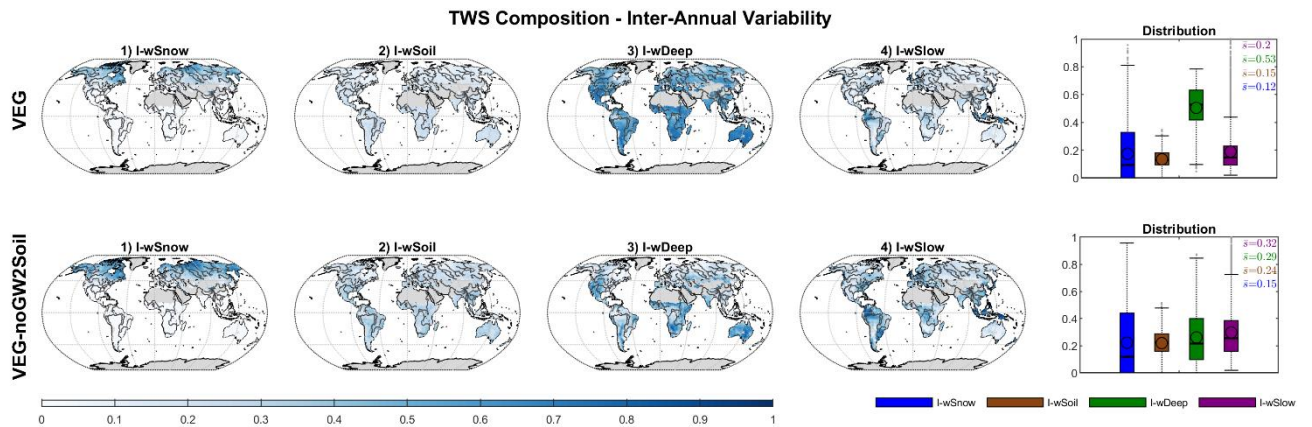 TWS Composition - Inter-Annual Variability
VEG
1) I-wSnow
2) I-wSoil
3) I-wDeep
4) I-wSlow
Distribution
1
0.8
0.6
0.4
0.2
0
s̄=0.2
s̄=0.53
s̄=0.15
s̄=0.12
VEG-noGW2Soil
1) I-wSnow
2) I-wSoil
3) I-wDeep
4) I-wSlow
Distribution
1
0.8
0.6
0.4
0.2
0
s̄=0.32
s̄=0.29
s̄=0.24
s̄=0.15
0 0.1 0.2 0.3 0.4 0.5 0.6 0.7 0.8 0.9 1
I-wSnow I-wSoil I-wDeep I-wSlow